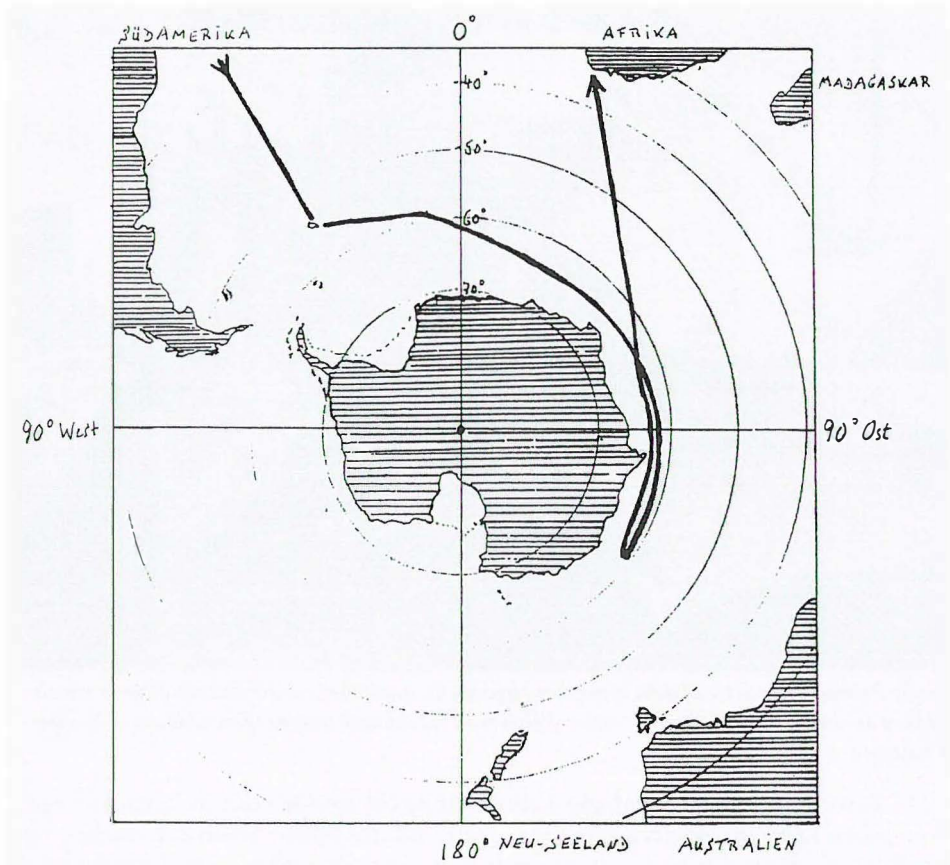 SÜDAMERIKA
0°
AFRIKA
40°
MADAGASKAR
50°
60°
70°
90° West
90° Ost
180°
NEU-SEELAND
AUSTRALIEN